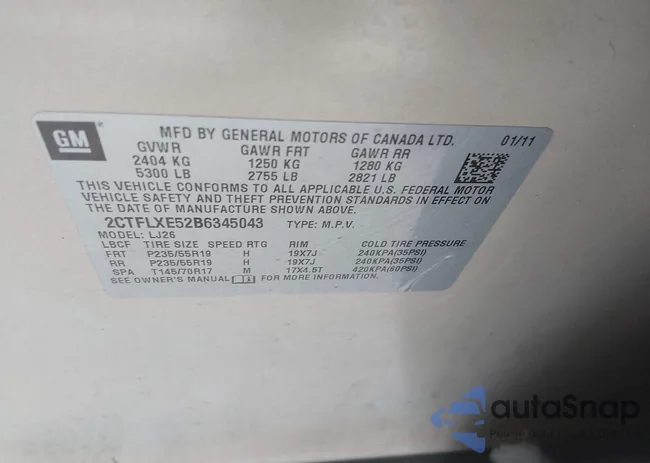 GM
MFD BY GENERAL MOTORS OF CANADA LTD. 01/11
GVWR GAWR FRT GAWR RR
2404 KG 1250 KG 1280 KG
5300 LB 2755 LB 2821 LB
THIS VEHICLE CONFORMS TO ALL APPLICABLE U.S. FEDERAL MOTOR
VEHICLE SAFETY AND THEFT PREVENTION STANDARDS IN EFFECT ON
THE DATE OF MANUFACTURE SHOWN ABOVE.
2CTFLXE52B6345043 TYPE: M.P.V.
MODEL: LJ26
LBCF TIRE SIZE SPEED RTG RIM COLD TIRE PRESSURE
FRT P235/55R19 H 19X7J 240KPA(35PSI)
RR P235/55R19 H 19X7J 240KPA(35PSI)
SPA T145/70R17 M 17X4.5T 420KPA(60PSI)
SEE OWNER'S MANUAL FOR MORE INFORMATION.
autaSnap